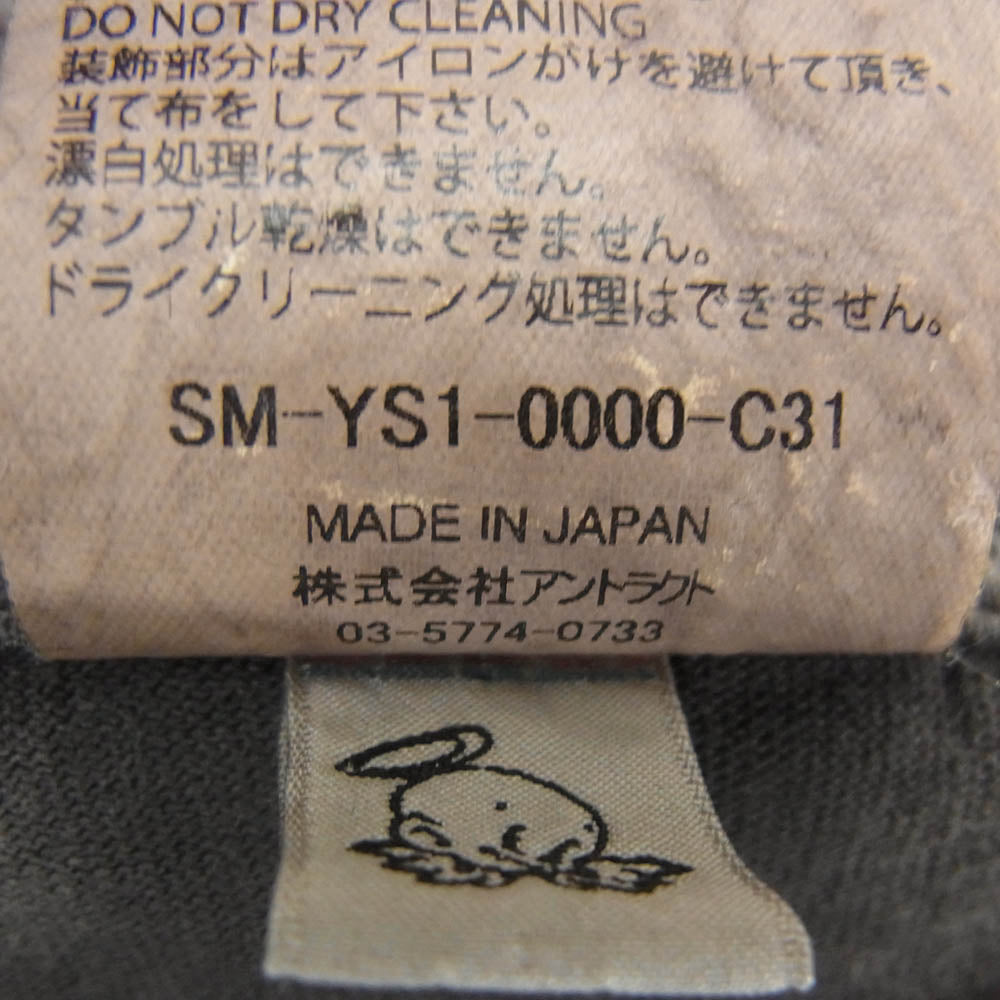 DO NOT DRY CLEANING
装飾部分はアイロンがけを避けて頂き、
当て布をして下さい。
漂白処理はできません。
タンブル乾燥はできません。
ドライクリーニング処理はできません。
SM-YS1-0000-C31
MADE IN JAPAN
株式会社アントラクト
03-5774-0733